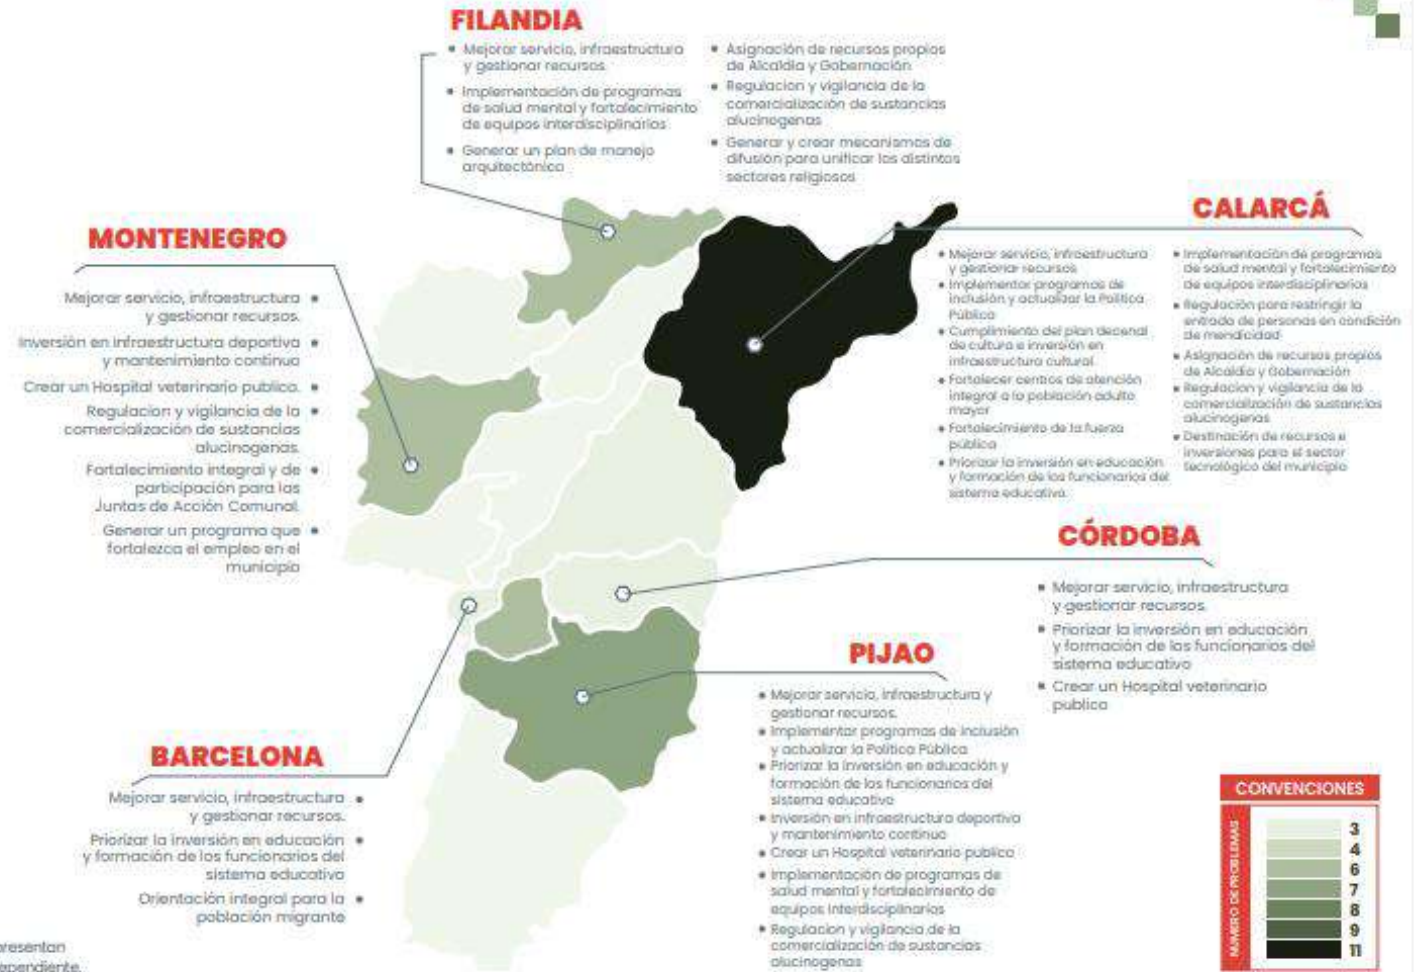 FILANDIA
• Mejorar servicio, infraestructura
y gestionar recursos
• Implementación de programas
de salud mental y fortalecimiento
de equipos interdisciplinarios
• Generar un plan de manejo
arquitectónico
• Asignación de recursos propios
de Alcaldía y Gobernación
• Regulacion y vigilancia de la
comercialización de sustancias
alucinogenas
• Generar y crear mecanismos de
difusión para unificar los distintos
sectores religiosos
MONTENEGRO
Mejorar servicio, infraestructura •
y gestionar recursos.
Inversión en infraestructura deportiva •
y mantenimiento continuo
Crear un Hospital veterinario publico. •
Regulacion y vigilancia de la •
comercialización de sustancias
alucinogenas.
Fortalecimiento integral y de •
participación para las
Juntas de Acción Comunal.
Generar un programa que •
fortalezca el empleo en el
municipio
CALARCÁ
• Mejorar servicio, infraestructura
y gestionar recursos
• Implementar programas de
inclusión y actualizar la Política
Pública
• Cumplimiento del plan decenal
de cultura e inversión en
infraestructura cultural.
• Fortalecer centros de atención
integral a la población adulto
mayor
• Fortalecimiento de la fuerza
pública
• Priorizar la inversión en educación
y formación de los funcionarios del
sistema educativo.
• Implementación de programas
de salud mental y fortalecimiento
de equipos interdisciplinarios
• Regulación para restringir la
entrada de personas en condición
de mendicidad
• Asignación de recursos propios
de Alcaldía y Gobernación
• Regulacion y vigilancia de la
comercialización de sustancias
alucinogenas
• Destinación de recursos e
inversiones para el sector
tecnológico del municipio
CÓRDOBA
• Mejorar servicio, infraestructura
y gestionar recursos
• Priorizar la inversión en educación
y formación de los funcionarios del
sistema educativo
• Crear un Hospital veterinario
publico
PIJAO
• Mejorar servicio, infraestructura y
gestionar recursos.
• Implementar programas de inclusión
y actualizar la Política Pública
• Priorizar la inversión en educación y
formación de los funcionarios del
sistema educativo
• Inversión en infraestructura deportiva
y mantenimiento continuo
• Crear un Hospital veterinario publico
• Implementación de programas de
salud mental y fortalecimiento de
equipos interdisciplinarios
• Regulacion y vigilancia de la
comercialización de sustancias
alucinogenas
BARCELONA
Mejorar servicio, infraestructura •
y gestionar recursos.
Priorizar la inversión en educación •
y formación de los funcionarios del
sistema educativo
Orientación integral para la •
población migrante
CONVENCIONES
NUMERO DE PROBLEMAS
3
4
6
7
8
9
11